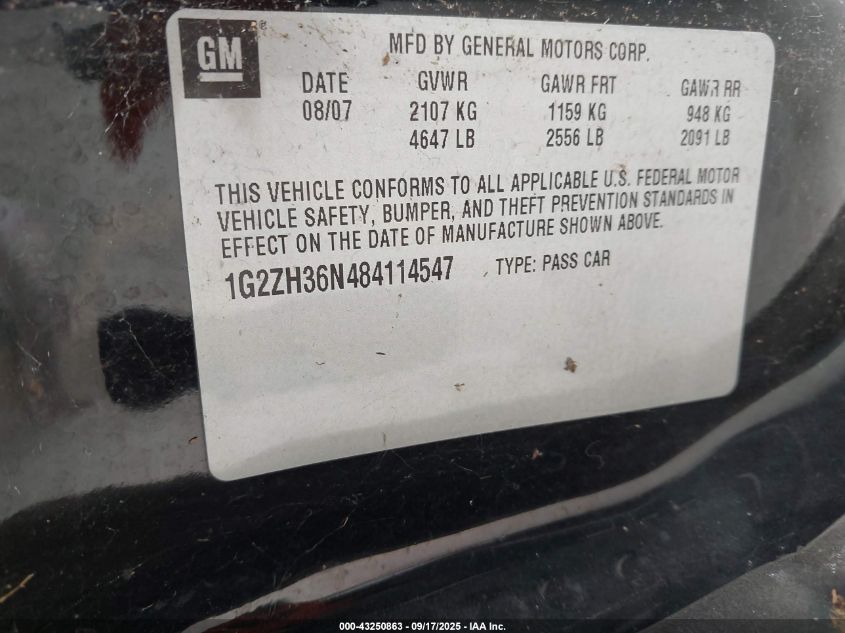 GM ®
MFD BY GENERAL MOTORS CORP.
DATE GVWR GAWR FRT GAWR RR
08/07 2107 KG 1159 KG 948 KG
4647 LB 2556 LB 2091 LB
THIS VEHICLE CONFORMS TO ALL APPLICABLE U.S. FEDERAL MOTOR
VEHICLE SAFETY, BUMPER, AND THEFT PREVENTION STANDARDS IN
EFFECT ON THE DATE OF MANUFACTURE SHOWN ABOVE.
1G2ZH36N484114547 TYPE: PASS CAR
000-43250863 - 09/17/2025 - IAA Inc.